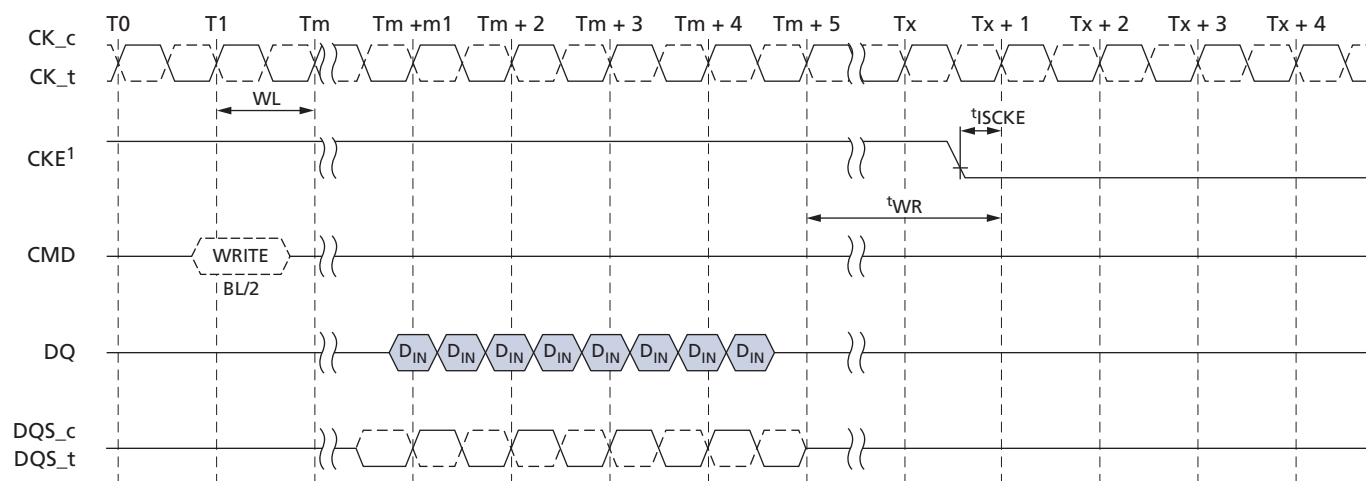 T0 T1 Tm Tm +m1 Tm + 2 Tm + 3 Tm + 4 Tm + 5 Tx Tx + 1 Tx + 2 Tx + 3 Tx + 4
CK_c
CK_t
WL
tISCKE
CKE1
tWR
CMD WRITE
BL/2
DQ DIN DIN DIN DIN DIN DIN DIN DIN
DQS_c
DQS_t